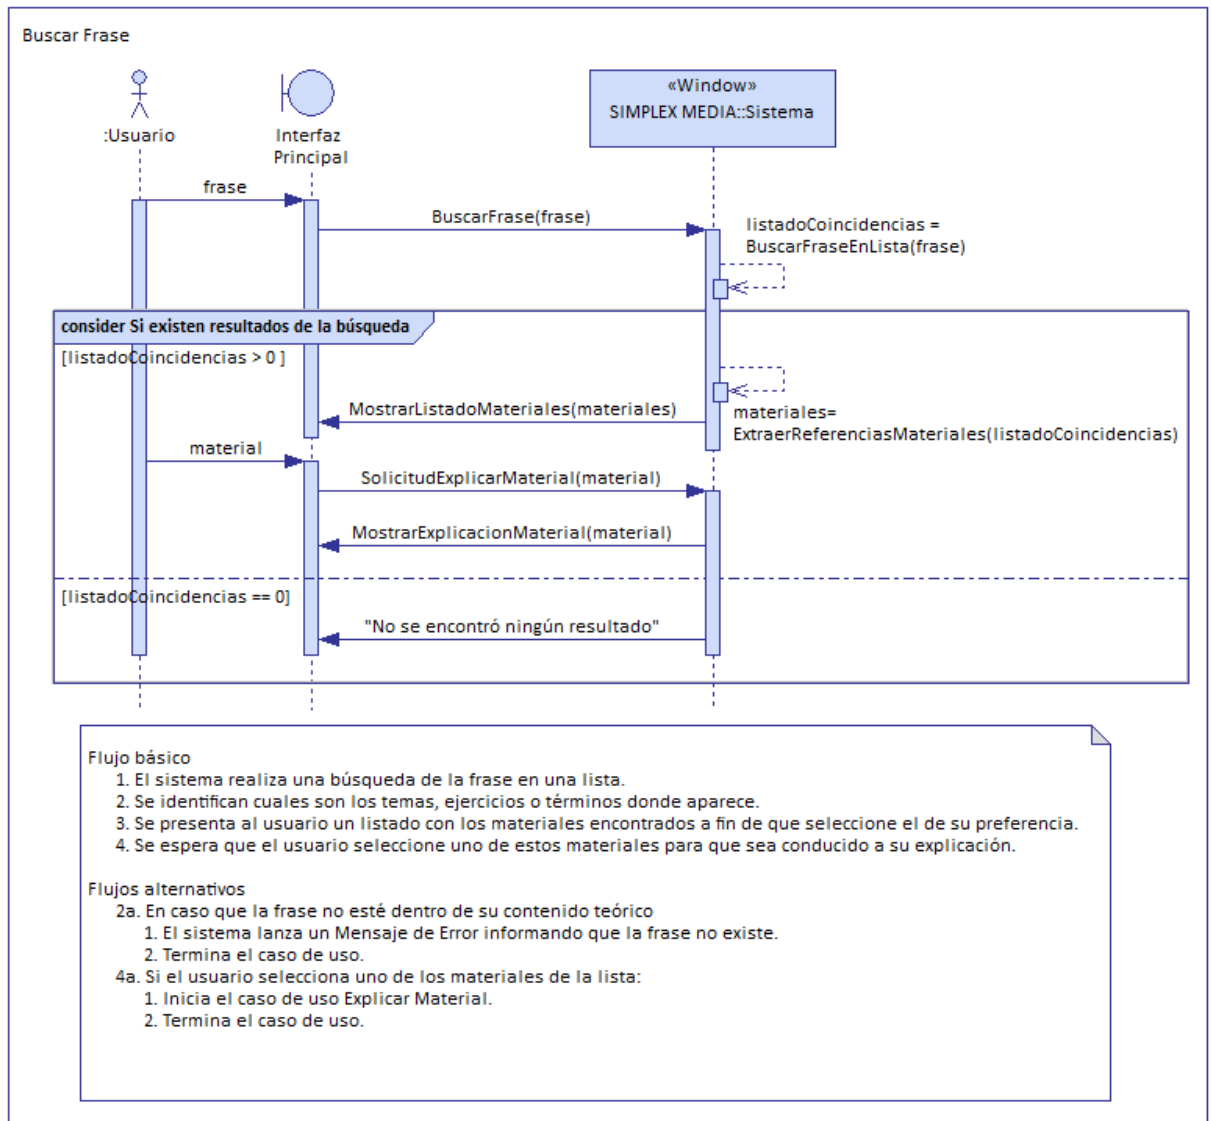 Buscar Frase
«Window»
SIMPLEX MEDIA::Sistema
:Usuario
Interfaz
Principal
frase
BuscarFrase(frase)
listadoCoincidencias =
BuscarFraseEnLista(frase)
consider Si existen resultados de la búsqueda
[listadoCoincidencias > 0 ]
MostrarListadoMateriales(materiales)
materiales=
ExtraerReferenciasMateriales(listadoCoincidencias)
material
SolicitudExplicarMaterial(material)
MostrarExplicacionMaterial(material)
[listadoCoincidencias == 0]
"No se encontró ningún resultado"
Flujo básico
1. El sistema realiza una búsqueda de la frase en una lista.
2. Se identifican cuales son los temas, ejercicios o términos donde aparece.
3. Se presenta al usuario un listado con los materiales encontrados a fin de que seleccione el de su preferencia.
4. Se espera que el usuario seleccione uno de estos materiales para que sea conducido a su explicación.
Flujos alternativos
2a. En caso que la frase no esté dentro de su contenido teórico
1. El sistema lanza un Mensaje de Error informando que la frase no existe.
2. Termina el caso de uso.
4a. Si el usuario selecciona uno de los materiales de la lista:
1. Inicia el caso de uso Explicar Material.
2. Termina el caso de uso.